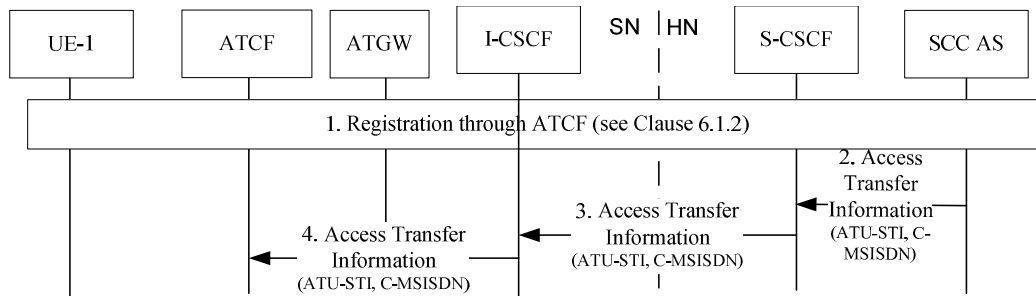 SN HN
UE-1
ATCF
ATGW
I-CSCF
S-CSCF
SCC AS
1. Registration through ATCF (see Clause 6.1.2)
2. Access
Transfer
Information
(ATU-STI, C-
MSISDN)
3. Access Transfer
Information
(ATU-STI, C-MSISDN)
4. Access Transfer
Information
(ATU-STI, C-MSISDN)